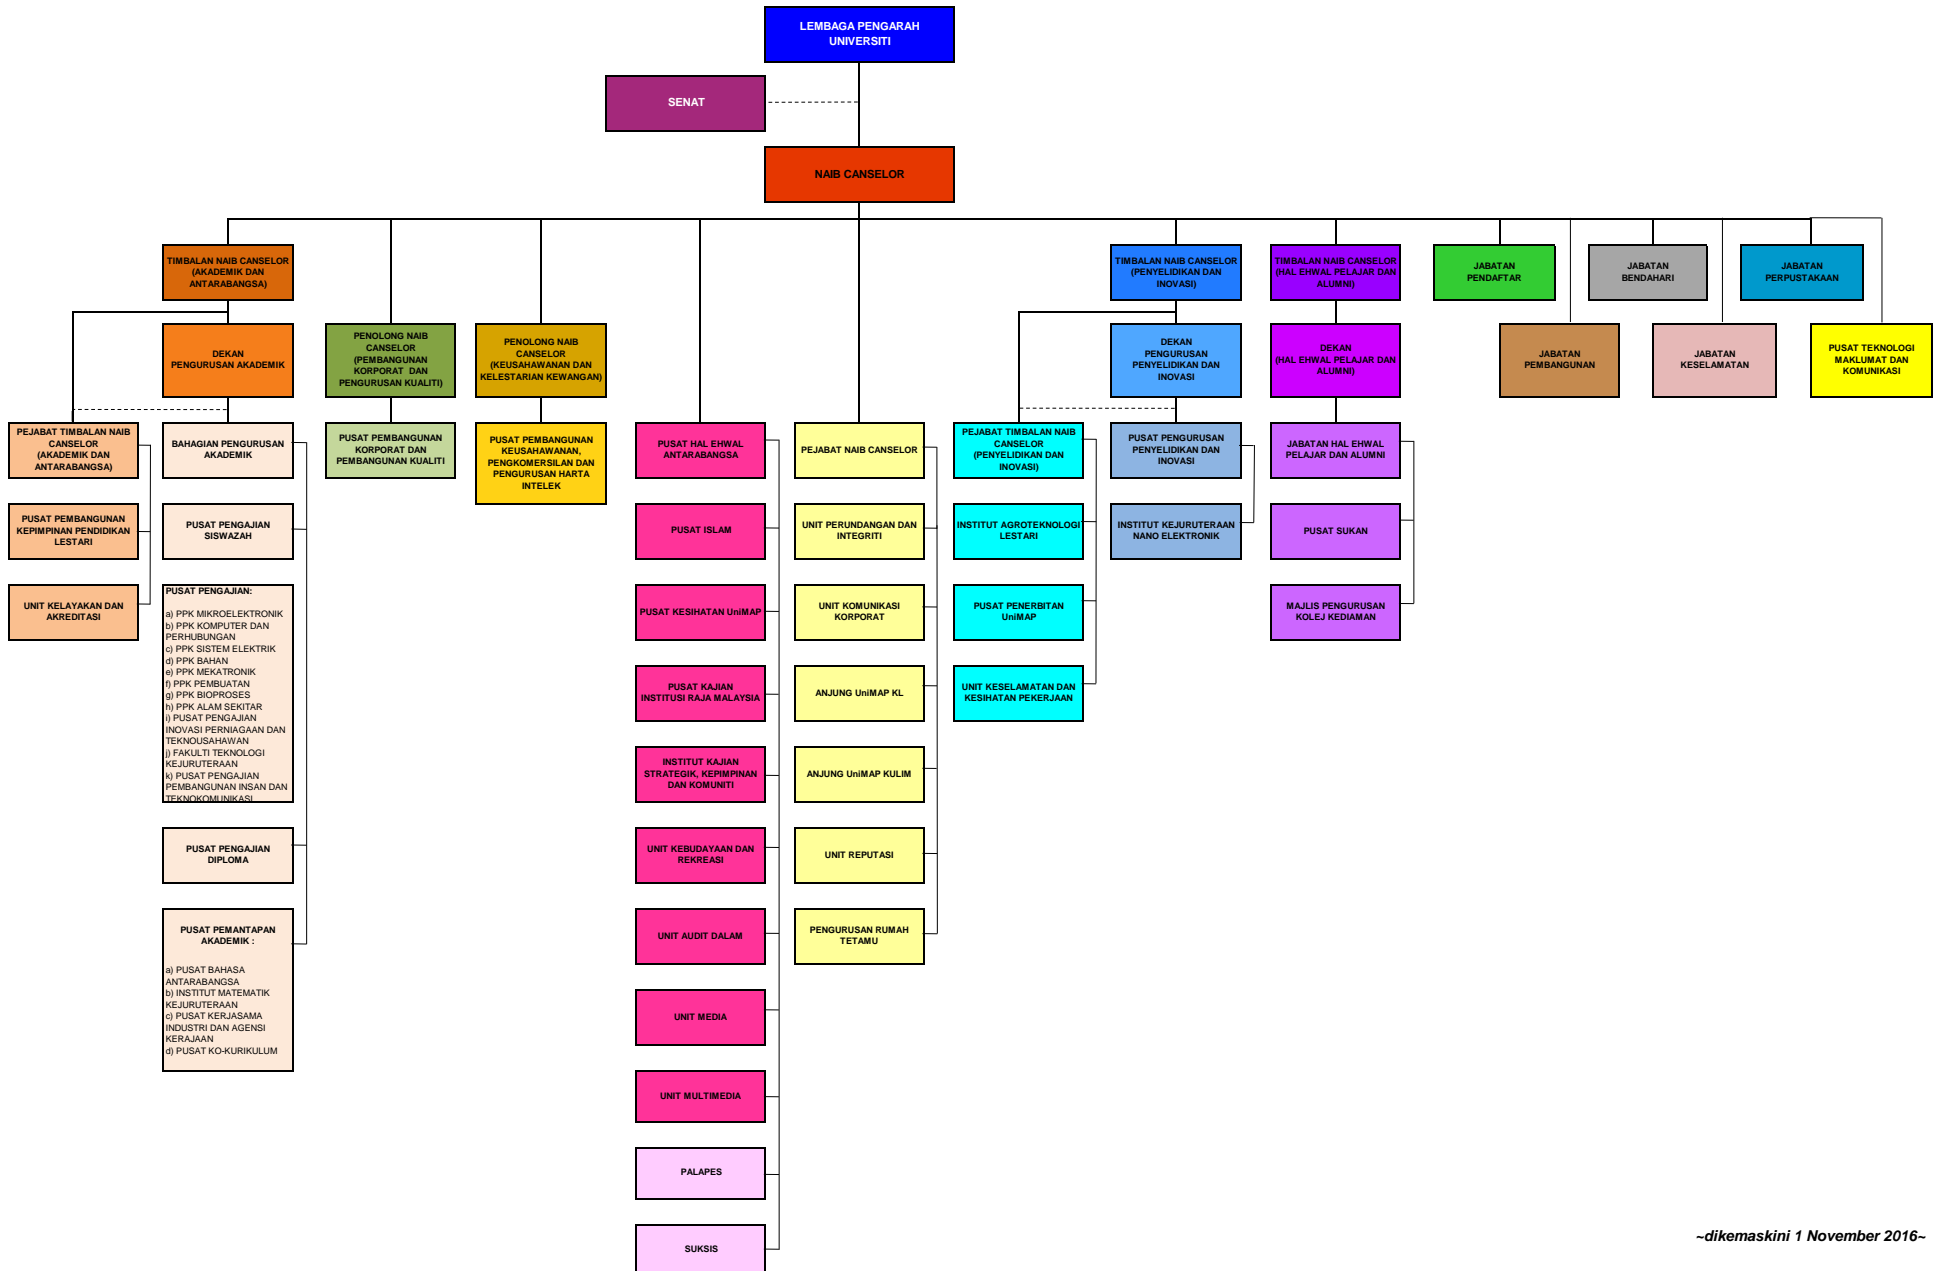 LEMBAGA PENGARAH
UNIVERSITI
SENAT
NAIB CANSELOR
TIMBALAN NAIB CANSELOR
(AKADEMIK DAN
ANTARABANGSA)
TIMBALAN NAIB CANSELOR
(PENYELIDIKAN DAN
INOVASI)
TIMBALAN NAIB CANSELOR
(HAL EHWAL PELAJAR DAN
ALUMNI)
JABATAN
PENDAFTAR
JABATAN
BENDAHARI
JABATAN
PERPUSTAKAAN
DEKAN
PENGURUSAN AKADEMIK
PENOLONG NAIB
CANSELOR
(PEMBANGUNAN
KORPORAT DAN
PENGURUSAN KUALITI)
PENOLONG NAIB
CANSELOR
(KEUSAHAWANAN DAN
KELESTARIAN KEWANGAN)
DEKAN
PENGURUSAN
PENYELIDIKAN DAN
INOVASI
DEKAN
(HAL EHWAL PELAJAR DAN
ALUMNI)
JABATAN
PEMBANGUNAN
JABATAN
KESELAMATAN
PUSAT TEKNOLOGI
MAKLUMAT DAN
KOMUNIKASI
PEJABAT TIMBALAN NAIB
CANSELOR
(AKADEMIK DAN
ANTARABANGSA)
PUSAT PEMBANGUNAN
KEPIMPINAN PENDIDIKAN
LESTARI
UNIT KELAYAKAN DAN
AKREDITASI
BAHAGIAN PENGURUSAN
AKADEMIK
PUSAT PENGAJIAN
SISWAZAH
PUSAT PENGAJIAN:
a) PPK MIKROELEKTRONIK
b) PPK KOMPUTER DAN
PERHUBUNGAN
c) PPK SISTEM ELEKTRIK
d) PPK BAHAN
e) PPK MEKATRONIK
f) PPK PEMBUATAN
g) PPK BIOPROSES
h) PPK ALAM SEKITAR
i) PUSAT PENGAJIAN
INOVASI PERNIAGAAN DAN
TEKNOUSAHAWAN
j) FAKULTI TEKNOLOGI
KEJURUTERAAN
k) PUSAT PENGAJIAN
PEMBANGUNAN INSAN DAN
TEKNOKOMUNIKASI
PUSAT PENGAJIAN
DIPLOMA
PUSAT PEMANTAPAN
AKADEMIK :
a) PUSAT BAHASA
ANTARABANGSA
b) INSTITUT MATEMATIK
KEJURUTERAAN
c) PUSAT KERJASAMA
INDUSTRI DAN AGENSI
KERAJAAN
d) PUSAT KO-KURIKULUM
PUSAT PEMBANGUNAN
KORPORAT DAN
PEMBANGUNAN KUALITI
PUSAT PEMBANGUNAN
KEUSAHAWANAN,
PENGKOMERSILAN DAN
PENGURUSAN HARTA
INTELEK
PUSAT HAL EHWAL
ANTARABANGSA
PUSAT ISLAM
PUSAT KESIHATAN UniMAP
PUSAT KAJIAN
INSTITUSI RAJA MALAYSIA
INSTITUT KAJIAN
STRATEGIK, KEPIMPINAN
DAN KOMUNITI
UNIT KEBUDAYAAN DAN
REKREASI
UNIT AUDIT DALAM
UNIT MEDIA
UNIT MULTIMEDIA
PALAPES
SUKSIS
PEJABAT NAIB CANSELOR
UNIT PERUNDANGAN DAN
INTEGRITI
UNIT KOMUNIKASI
KORPORAT
ANJUNG UniMAP KL
ANJUNG UniMAP KULIM
UNIT REPUTASI
PENGURUSAN RUMAH
TETAMU
PEJABAT TIMBALAN NAIB
CANSELOR
(PENYELIDIKAN DAN
INOVASI)
INSTITUT AGROTEKNOLOGI
LESTARI
PUSAT PENERBITAN
UniMAP
UNIT KESELAMATAN DAN
KESIHATAN PEKERJAAN
PUSAT PENGURUSAN
PENYELIDIKAN DAN
INOVASI
INSTITUT KEJURUTERAAN
NANO ELEKTRONIK
JABATAN HAL EHWAL
PELAJAR DAN ALUMNI
PUSAT SUKAN
MAJLIS PENGURUSAN
KOLEJ KEDIAMAN
~dikemaskini 1 November 2016~